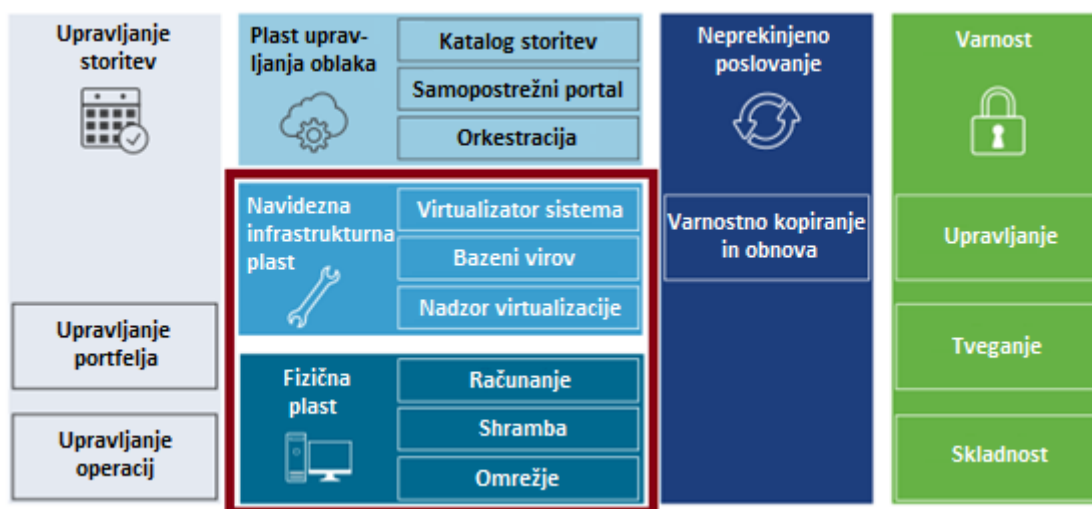 Upravljanje
storitev
Upravljanje
portfelja
Upravljanje
operacij
Plast uprav-
ljanja oblaka
Katalog storitev
Samopostrežni portal
Orkestracija
Navidezna
infrastrukturna
plast
Virtualizator sistema
Bazeni virov
Nadzor virtualizacije
Fizična
plast
Računanje
Shramba
Omrežje
Neprekinjeno
poslovanje
Varnostno kopiranje
in obnova
Varnost
Upravljanje
Tveganje
Skladnost